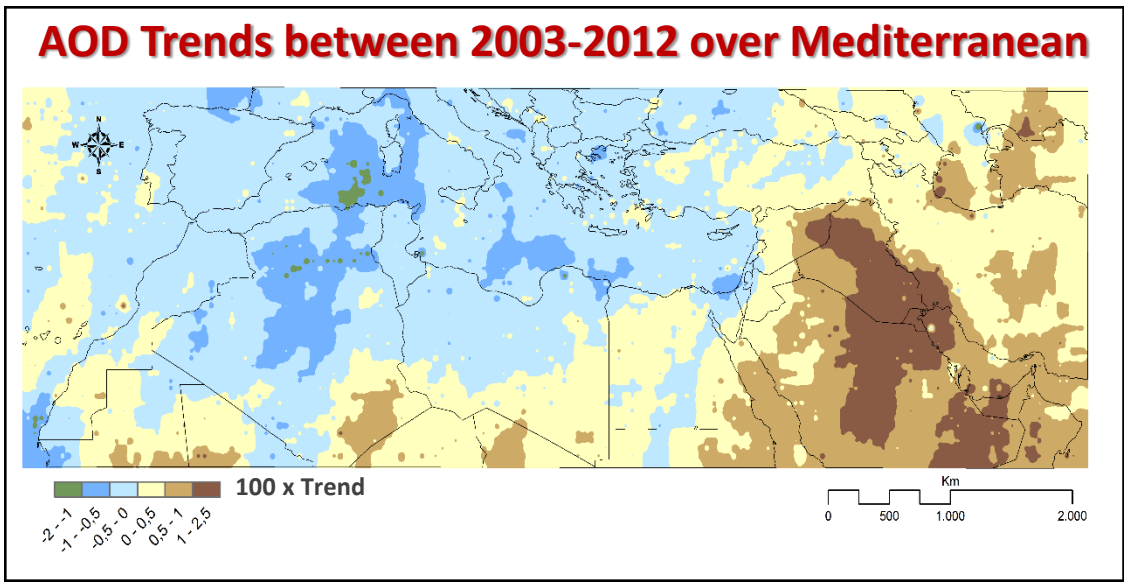 AOD Trends between 2003-2012 over Mediterranean
N
W E
S
100 x Trend
-2 - -1
-1 - -0,5
-0,5 - 0
0 - 0,5
0,5 - 1
1 - 2,5
Km
0 500 1.000 2.000